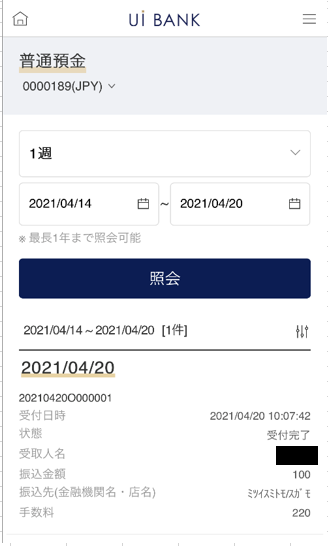 UI BANK
普通預金
0000189(JPY)
1週
2021/04/14 ~ 2021/04/20
※ 最長1年まで照会可能
照会
2021/04/14~2021/04/20 [1件]
2021/04/20
20210420O000001
受付日時 2021/04/20 10:07:42
状態 受付完了
受取人名
振込金額 100
振込先(金融機関名・店名) ﾐﾂｲｽﾐﾄﾓ/ｽｶﾞﾓ
手数料 220